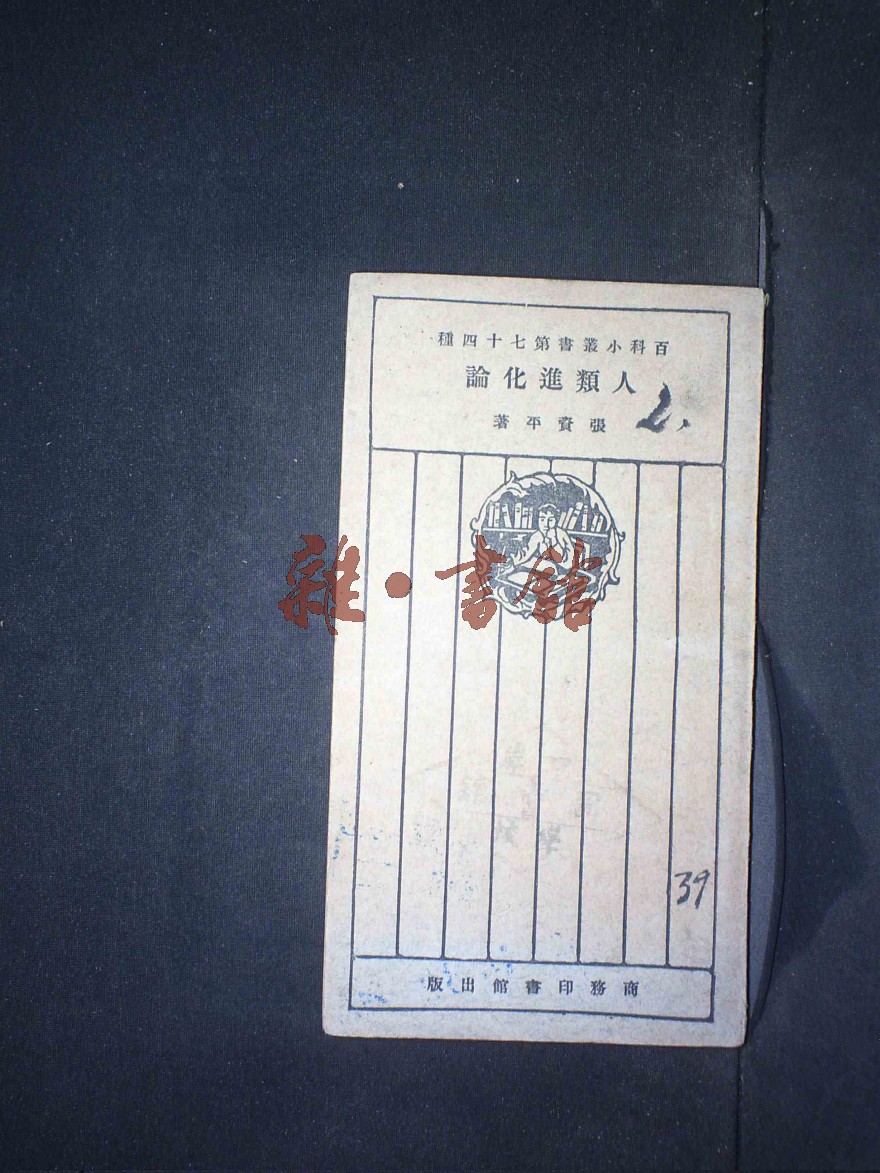 百科小叢書第七十四種
人類進化論
張資平著
雜·書館
39
商務印書館出版